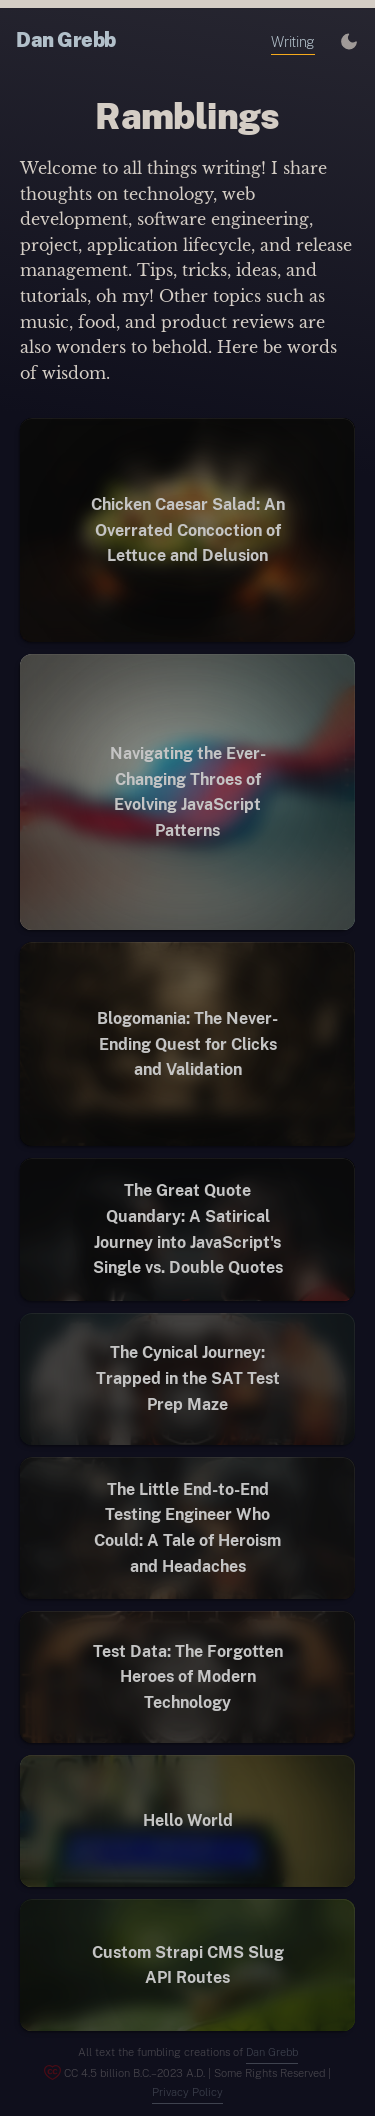 Dan Grebb
Writing
Ramblings
Welcome to all things writing! I share
thoughts on technology, web
development, software engineering,
project, application lifecycle, and release
management. Tips, tricks, ideas, and
tutorials, oh my! Other topics such as
music, food, and product reviews are
also wonders to behold. Here be words
of wisdom.
Chicken Caesar Salad: An
Overrated Concoction of
Lettuce and Delusion
Navigating the Ever-
Changing Throes of
Evolving JavaScript
Patterns
Blogomania: The Never-
Ending Quest for Clicks
and Validation
The Great Quote
Quandary: A Satirical
Journey into JavaScript's
Single vs. Double Quotes
The Cynical Journey:
Trapped in the SAT Test
Prep Maze
The Little End-to-End
Testing Engineer Who
Could: A Tale of Heroism
and Headaches
Test Data: The Forgotten
Heroes of Modern
Technology
Hello World
Custom Strapi CMS Slug
API Routes
All text the fumbling creations of Dan Grebb
CC 4.5 billion B.C.–2023 A.D. | Some Rights Reserved |
Privacy Policy